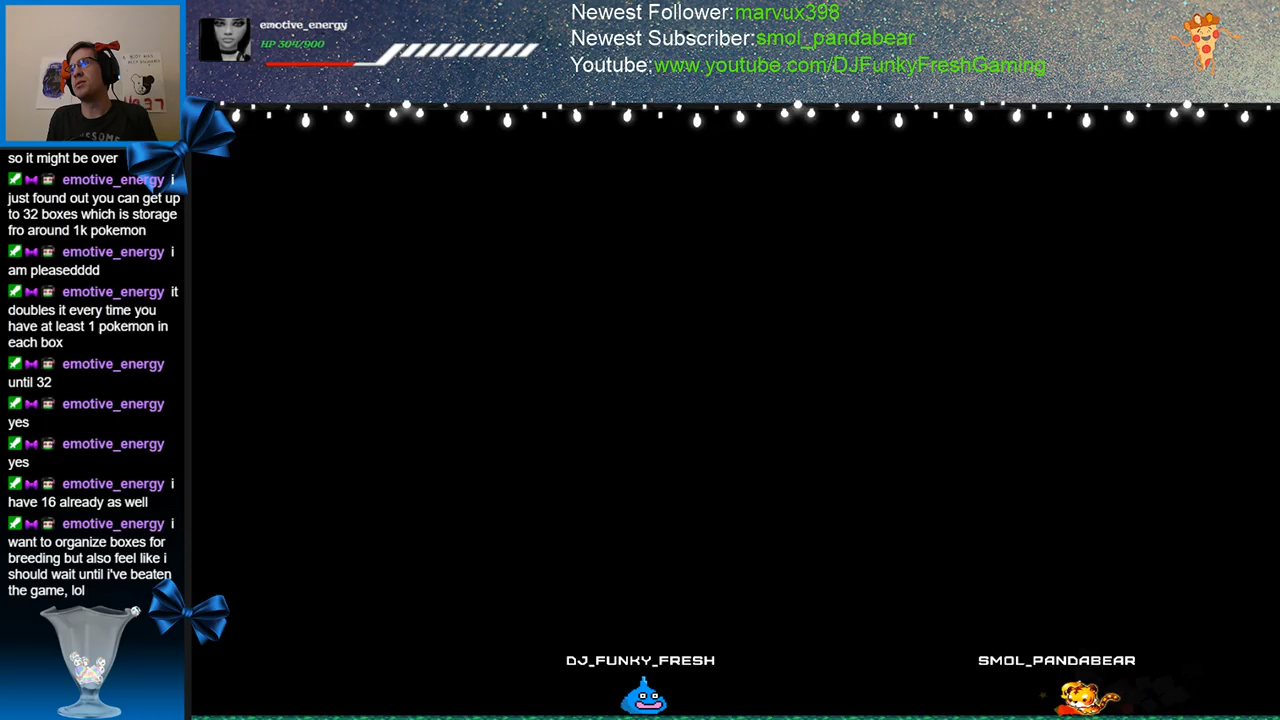 emotive_energy
HP 304/900
Newest Follower:marvux398
Newest Subscriber:smol_pandabear
Youtube;www.youtube.com/DJFunkyFreshGaming
so it might be over
emotive_energy i
just found out you can get up
to 32 boxes which is storage
fro around 1k pokemon
emotive_energy i
am pleasedddd
emotive_energy it
doubles it every time you
have at least 1 pokemon in
each box
emotive_energy
until 32
emotive_energy
yes
emotive_energy
yes
emotive_energy i
have 16 already as well
emotive_energy i
want to organize boxes for
breeding but also feel like i
should wait until i've beaten
the game, lol
DJ_FUNKY_FRESH
SMOL_PANDABEAR